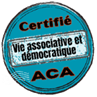 Certifié
Vie associative et
démocratique
ACA